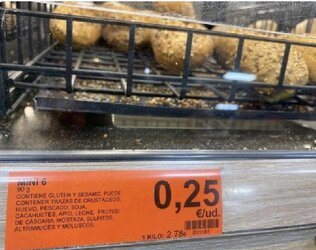 MINI 6
90 g
CONTIENE GLUTEN Y SESAMO. PUEDE
CONTENER TRAZAS DE CRUSTÁCEOS,
HUEVO, PESCADO, SOJA,
CACAHUETES, APIO, LECHE, FRUTOS
DE CÁSCARA, MOSTAZA, SULFITOS,
ALTRAMUCES Y MOLUSCOS
0,25
€/ud.
1 KILO: 2,78€